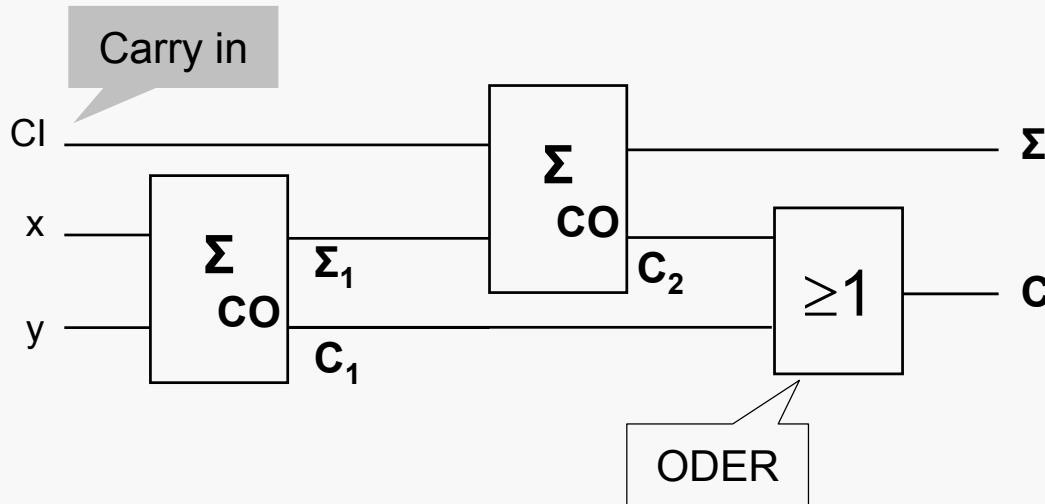 Carry in
CI
x
y
Σ
CO
Σ₁
C₁
Σ
CO
C₂
≥1
Σ
C
ODER